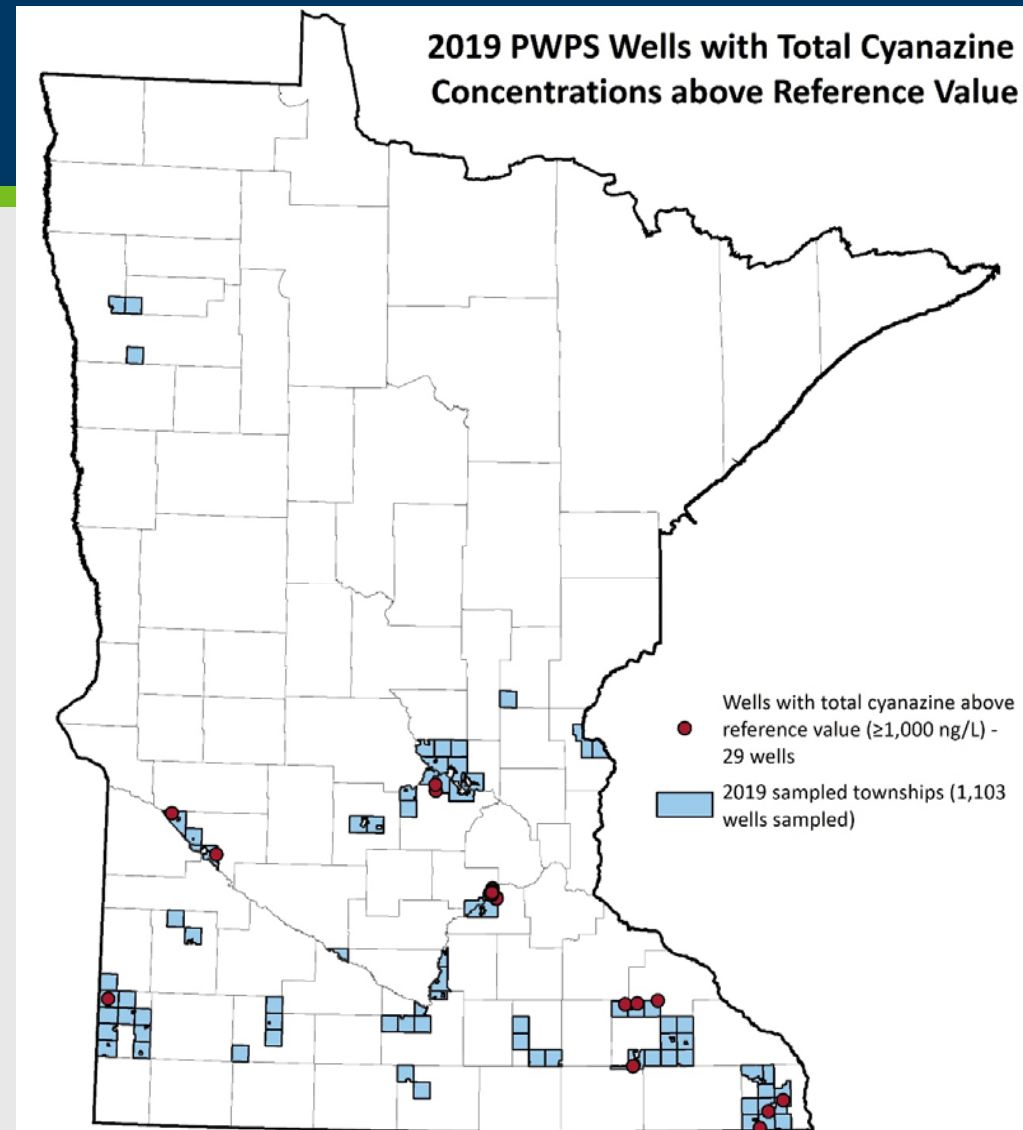 2019 PWPS Wells with Total Cyanazine
Concentrations above Reference Value
Wells with total cyanazine above
reference value (≥1,000 ng/L) -
29 wells
2019 sampled townships (1,103
wells sampled)